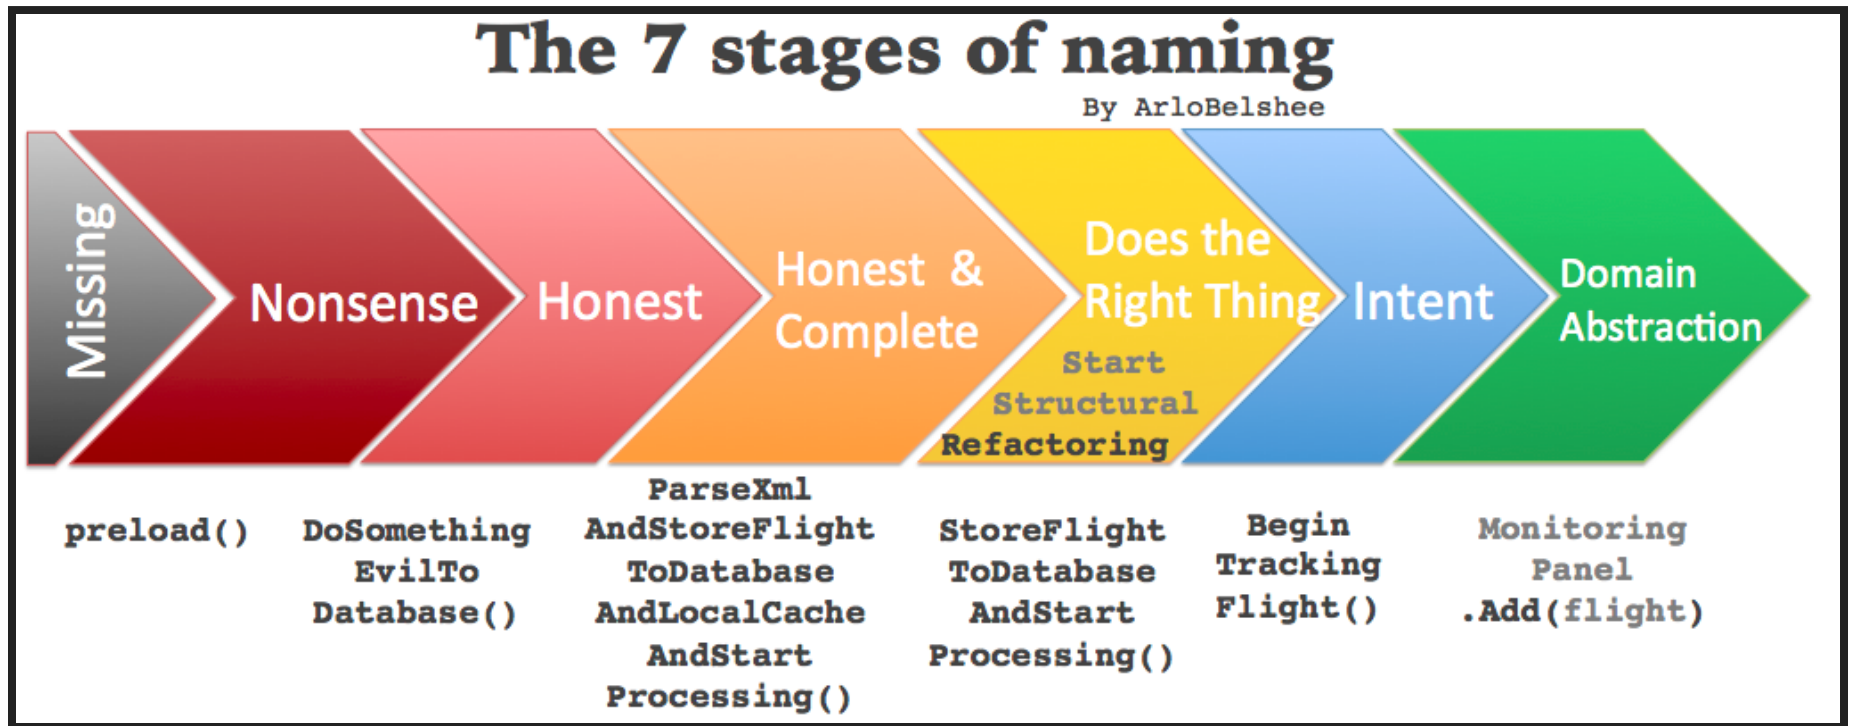 The 7 stages of naming
By ArloBelshee
Missing
Nonsense
Honest
Honest &
Complete
Does the
Right Thing
Start
Structural
Refactoring
Intent
Domain
Abstraction
preload()
DoSomething
EvilTo
Database()
ParseXml
AndStoreFlight
ToDatabase
AndLocalCache
AndStart
Processing()
StoreFlight
ToDatabase
AndStart
Processing()
Begin
Tracking
Flight()
Monitoring
Panel
.Add(flight)